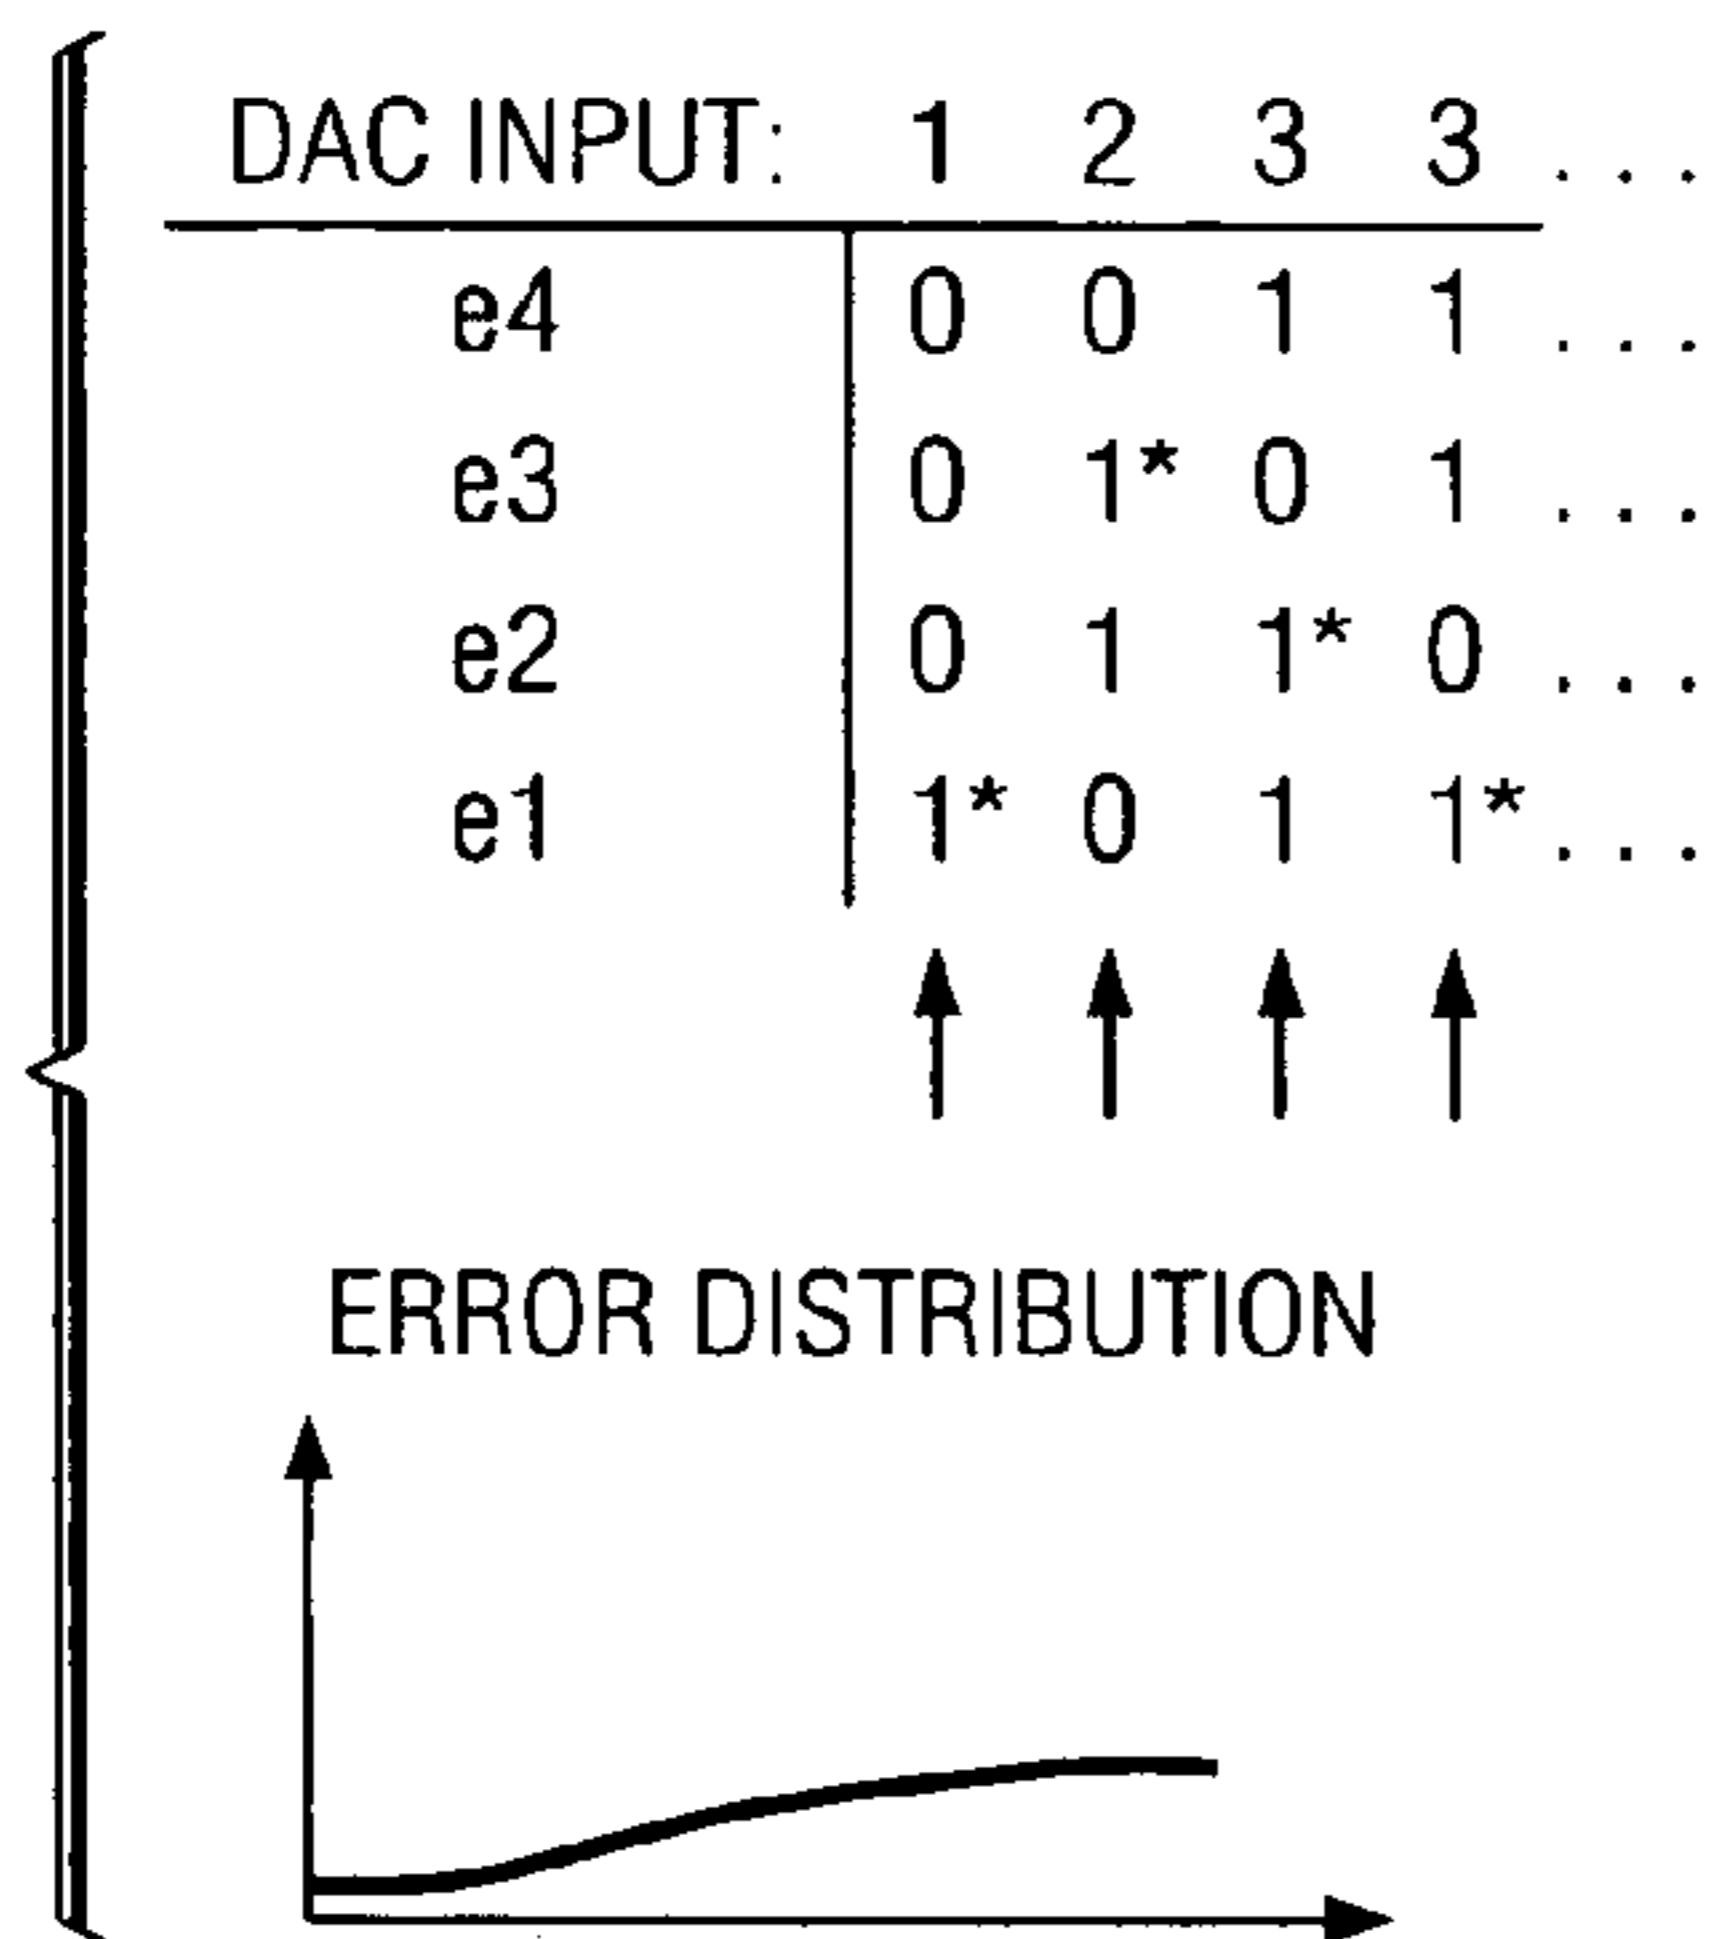 DAC INPUT: 1 2 3 3 . . .
e4 0 0 1 1 . . .
e3 0 1* 0 1 . . .
e2 0 1 1* 0 . . .
e1 1* 0 1 1* . . .
ERROR DISTRIBUTION